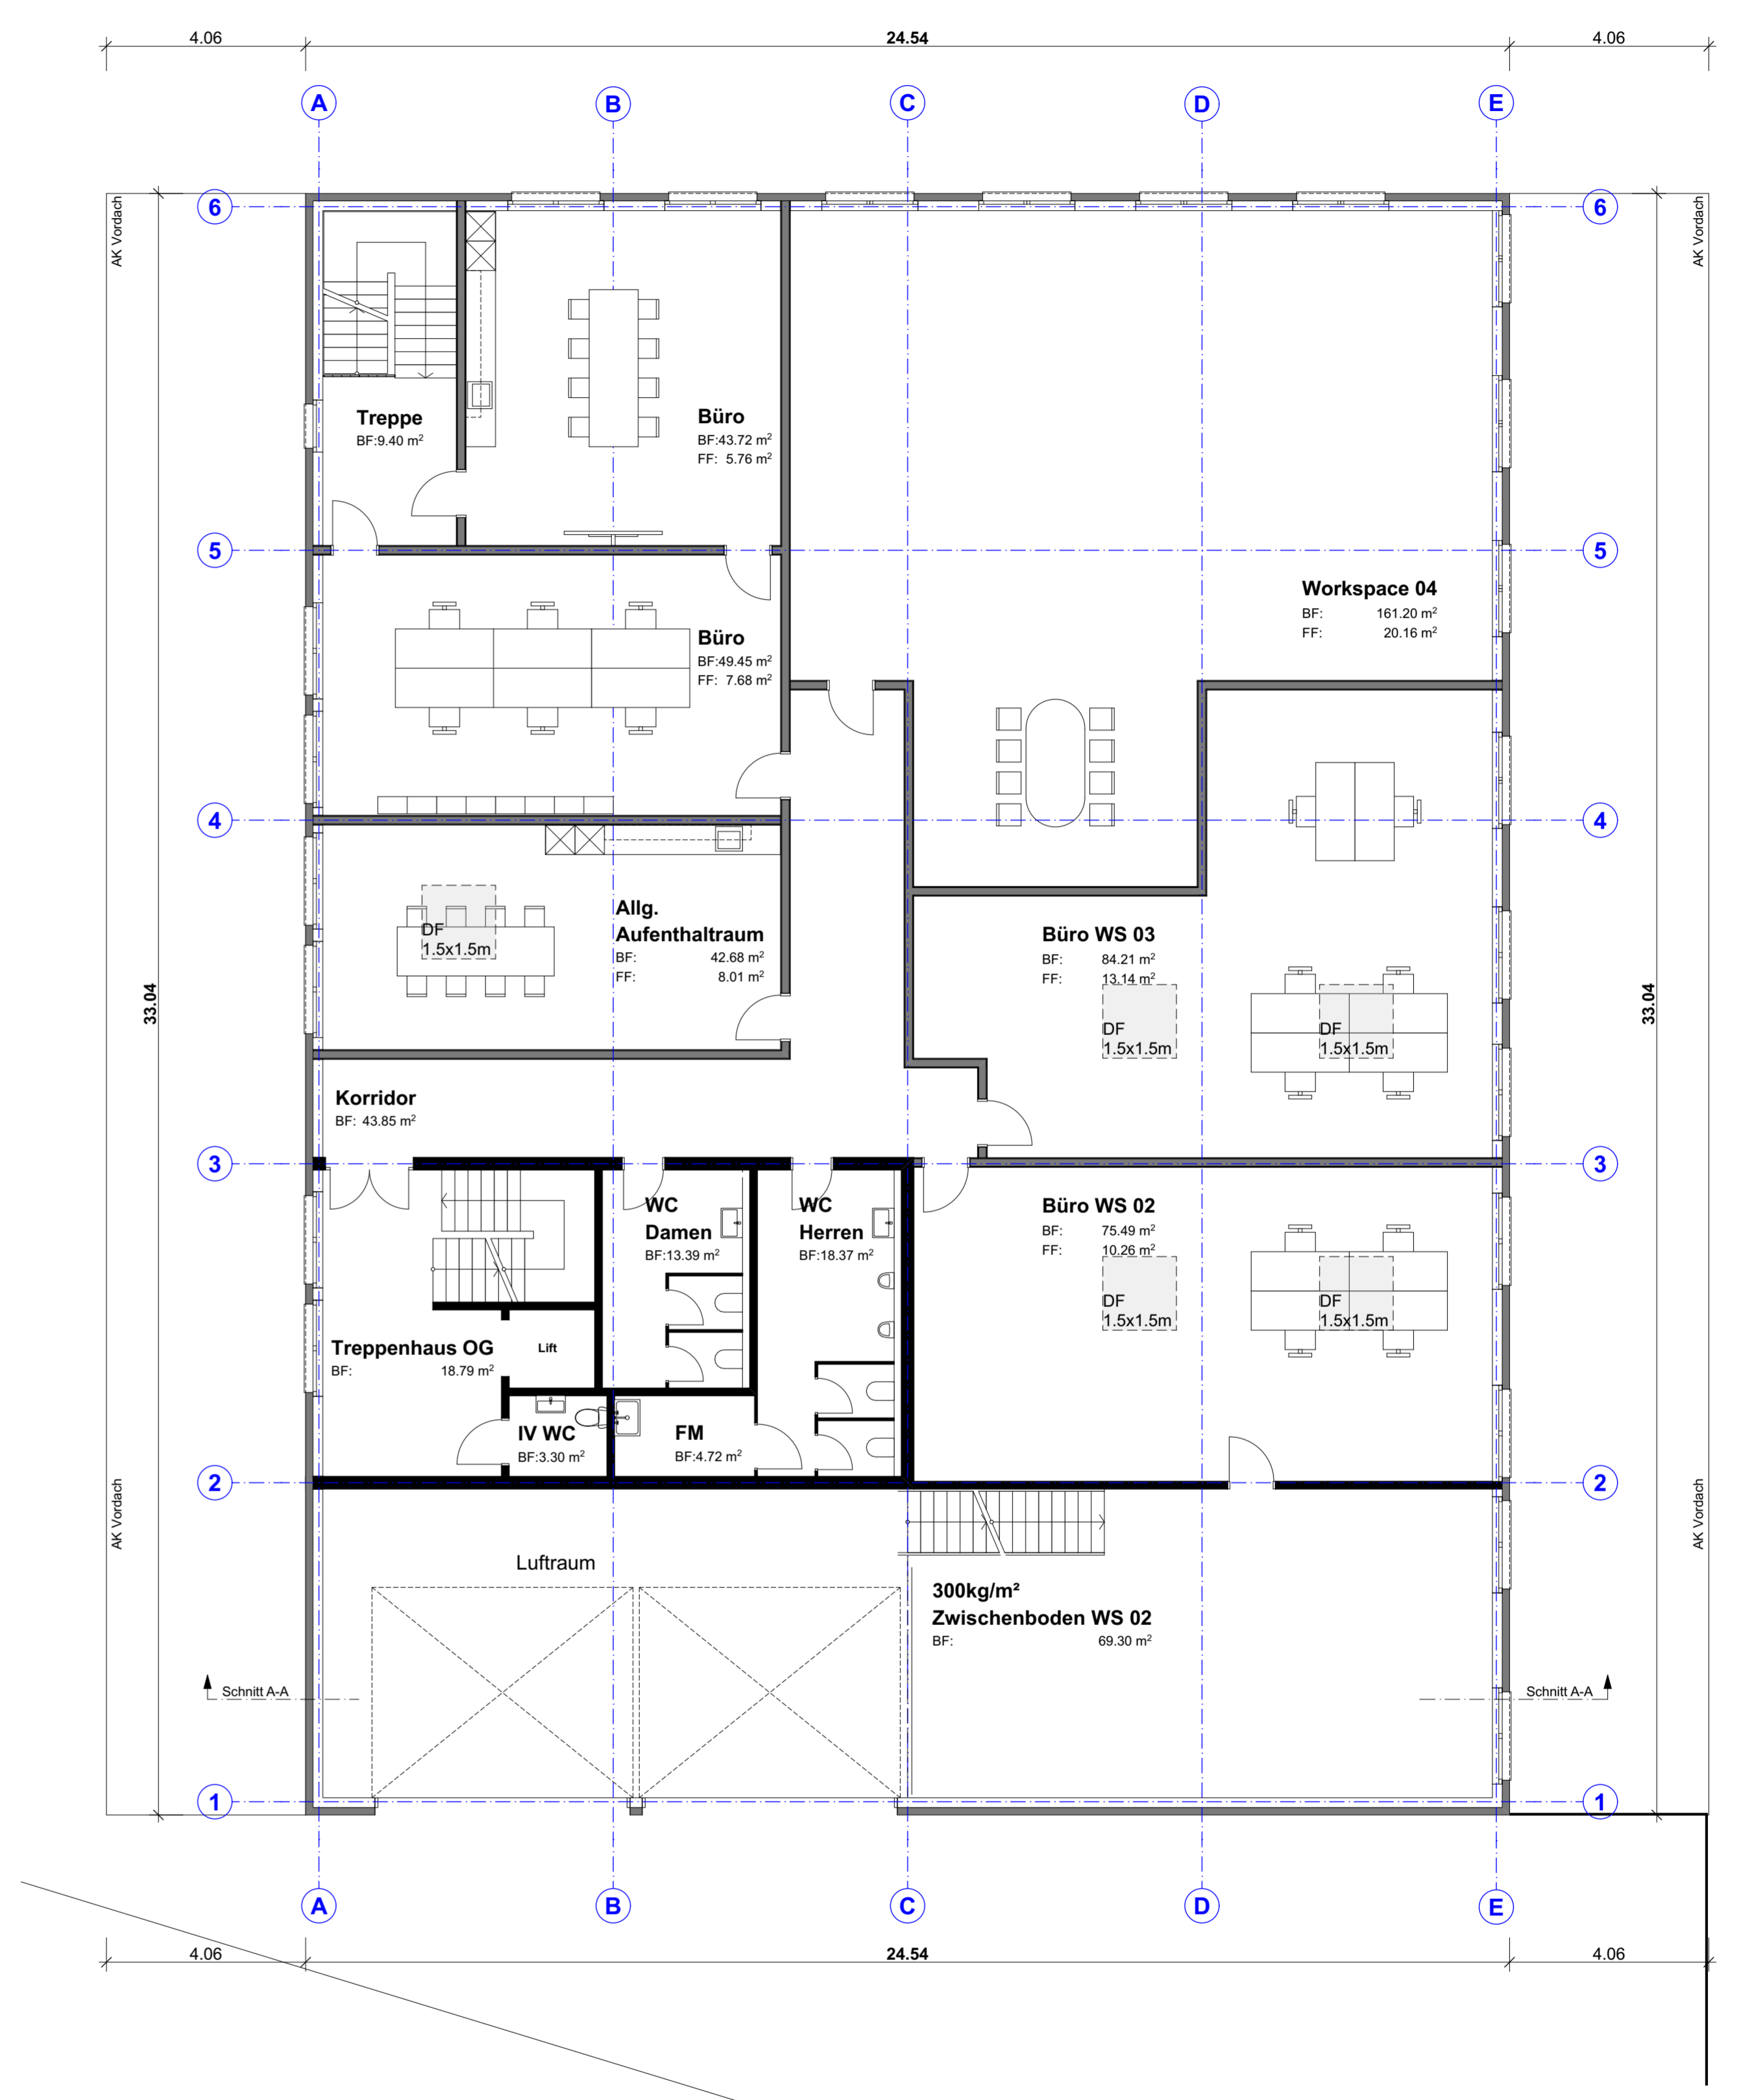 4.06 24.54 4.06
A B C D E
6 6
AK Vordach AK Vordach
Treppe
BF:9.40 m²
Büro
BF:43.72 m²
FF: 5.76 m²
5 5
Workspace 04
BF: 161.20 m²
FF: 20.16 m²
Büro
BF:49.45 m²
FF: 7.68 m²
4 4
Allg.
Aufenthaltraum
BF: 42.68 m²
FF: 8.01 m²
DF
1.5x1.5m
Büro WS 03
BF: 84.21 m²
FF: 13.14 m²
DF
1.5x1.5m
DF
1.5x1.5m
33.04 33.04
Korridor
BF: 43.85 m²
3 3
WC
Damen
BF:13.39 m²
WC
Herren
BF:18.37 m²
Büro WS 02
BF: 75.49 m²
FF: 10.26 m²
DF
1.5x1.5m
DF
1.5x1.5m
Treppenhaus OG
BF: 18.79 m²
Lift
IV WC
BF:3.30 m²
FM
BF:4.72 m²
2 2
AK Vordach AK Vordach
Luftraum
300kg/m²
Zwischenboden WS 02
BF: 69.30 m²
Schnitt A-A Schnitt A-A
1 1
A B C D E
4.06 24.54 4.06